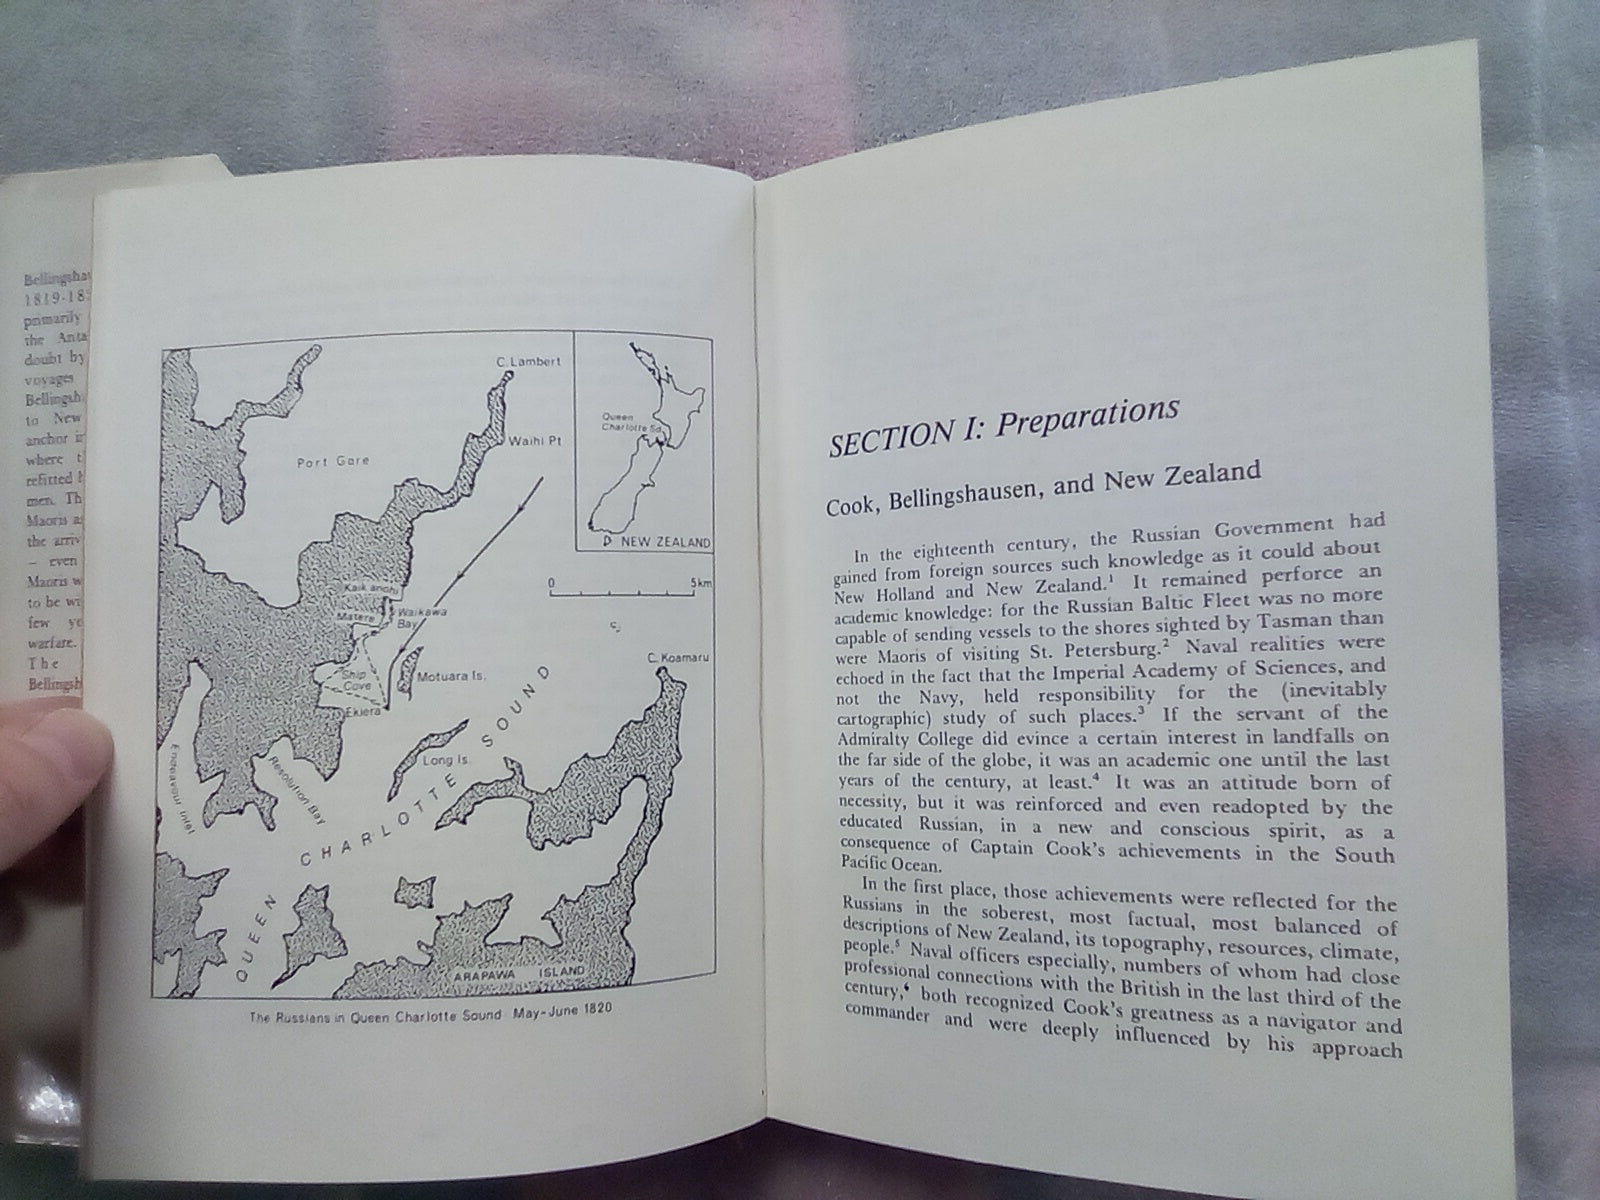 Bellingsha
1819-18
primarily
the Anta
doubt by
voyages
Bellingsh
to New
anchor i
where t
refitted
men. Th
Maoris a
the arriv
– even
Maoris w
to be w
few y
warfare.
The
Bellingsh
C. Lambert
Waihi Pt
Port Gore
Queen
Charlotte Sd.
NEW ZEALAND
0 5km
Waikawa
Bay
Matere
Ship
Cove
Motuara Is.
Ekiera
C. Koamaru
Long Is.
Endeavour Inlet
Resolution Bay
QUEEN CHARLOTTE SOUND
ARAPAWA ISLAND
The Russians in Queen Charlotte Sound May-June 1820
SECTION I: Preparations
Cook, Bellingshausen, and New Zealand
In the eighteenth century, the Russian Government had
gained from foreign sources such knowledge as it could about
New Holland and New Zealand.¹ It remained perforce an
academic knowledge: for the Russian Baltic Fleet was no more
capable of sending vessels to the shores sighted by Tasman than
were Maoris of visiting St. Petersburg.² Naval realities were
echoed in the fact that the Imperial Academy of Sciences, and
not the Navy, held responsibility for the (inevitably
cartographic) study of such places.³ If the servant of the
Admiralty College did evince a certain interest in landfalls on
the far side of the globe, it was an academic one until the last
years of the century, at least.⁴ It was an attitude born of
necessity, but it was reinforced and even readopted by the
educated Russian, in a new and conscious spirit, as a
consequence of Captain Cook's achievements in the South
Pacific Ocean.
In the first place, those achievements were reflected for the
Russians in the soberest, most factual, most balanced of
descriptions of New Zealand, its topography, resources, climate,
people.⁵ Naval officers especially, numbers of whom had close
professional connections with the British in the last third of the
century,⁶ both recognized Cook's greatness as a navigator and
commander and were deeply influenced by his approach